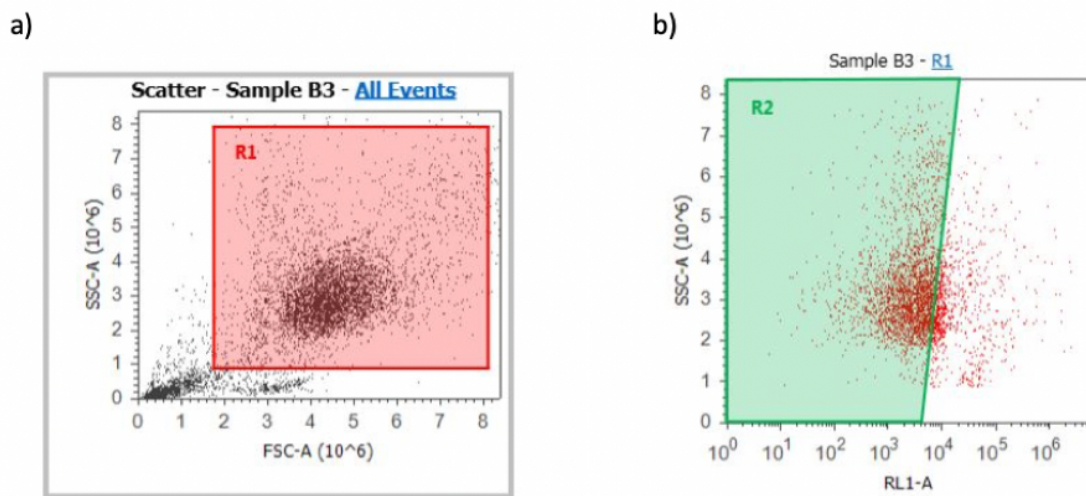 a)
Scatter - Sample B3 - All Events
R1
8
7
6
5
4
3
2
1
0
SSC-A (10^6)
0 1 2 3 4 5 6 7 8
FSC-A (10^6)
b)
Sample B3 - R1
R2
8
7
6
5
4
3
2
1
0
SSC-A (10^6)
10^0 10^1 10^2 10^3 10^4 10^5 10^6
RL1-A